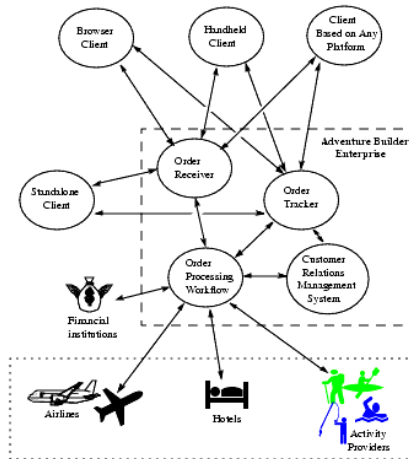 Browser
Client
Handheld
Client
Client
Based on Any
Platform
Adventure Builder
Enterprise
Order
Receiver
Standalone
Client
Order
Tracker
Order
Processing
Workflow
Customer
Relations
Management
System
Financial
institutions
Airlines
Hotels
Activity
Providers